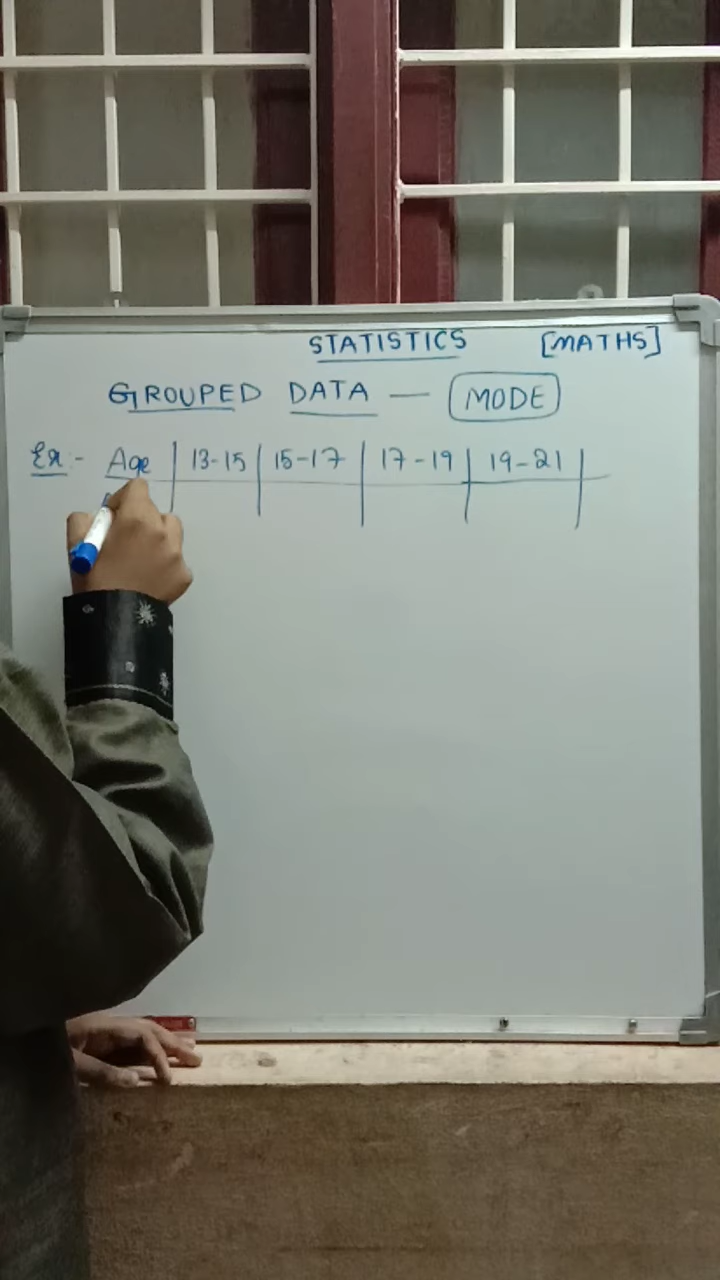 STATISTICS [MATHS]
GROUPED DATA — MODE
Ex:- Age 13-15 15-17 17-19 19-21